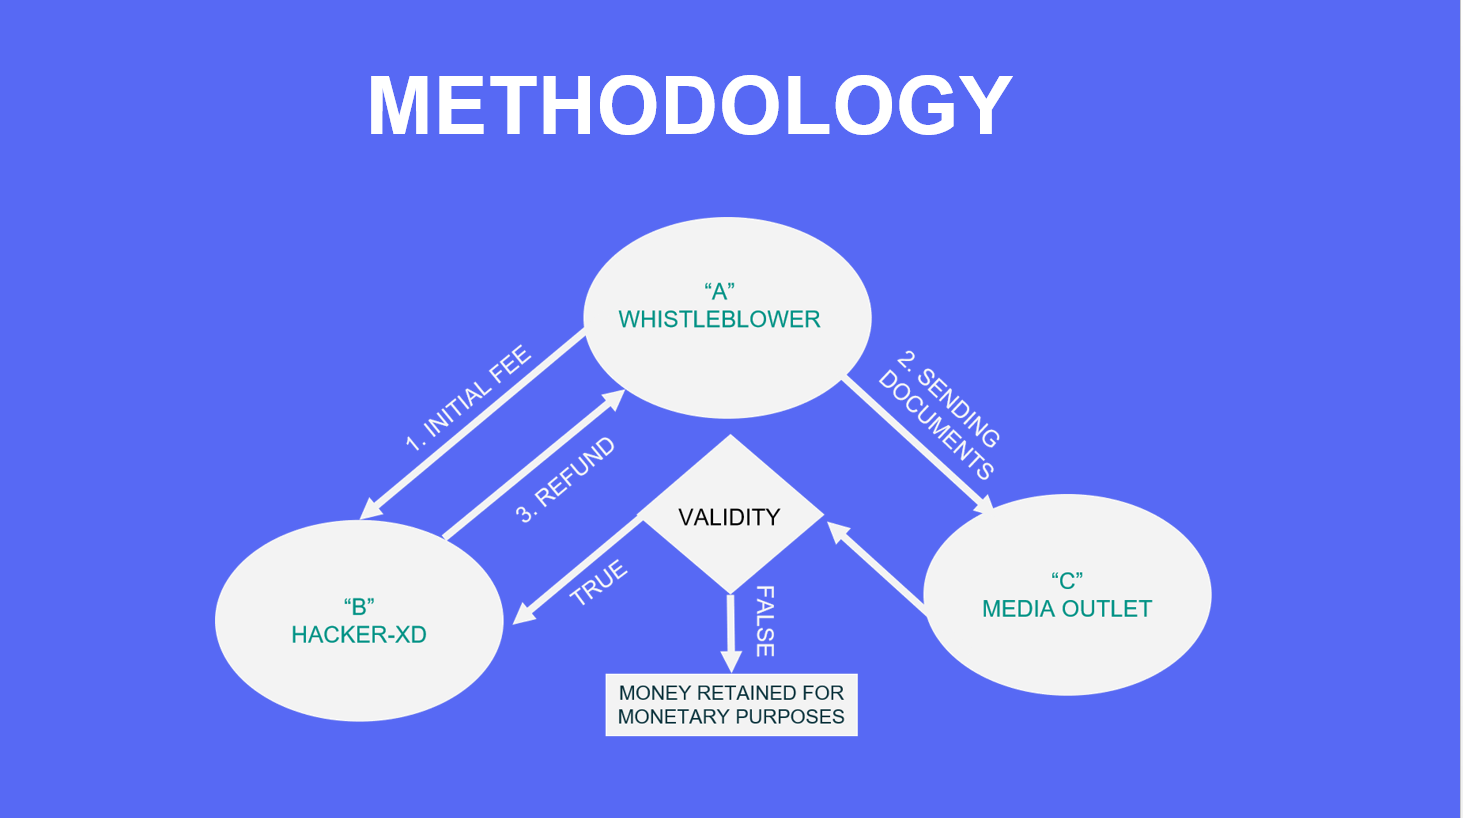 METHODOLOGY
“A”
WHISTLEBLOWER
1. INITIAL FEE
2. SENDING
DOCUMENTS
3. REFUND
VALIDITY
TRUE
FALSE
“B”
HACKER-XD
“C”
MEDIA OUTLET
MONEY RETAINED FOR
MONETARY PURPOSES